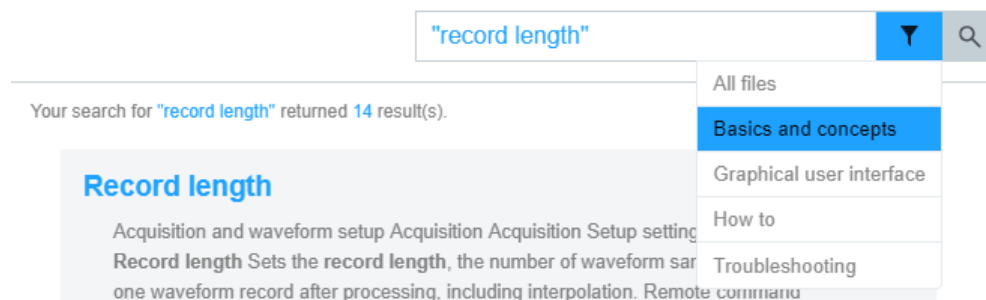 "record length"
All files
Your search for "record length" returned 14 result(s).
Basics and concepts
Graphical user interface
How to
Troubleshooting
Record length
Acquisition and waveform setup Acquisition Acquisition Setup setting
Record length Sets the record length, the number of waveform sar
one waveform record after processing, including interpolation. Remote command